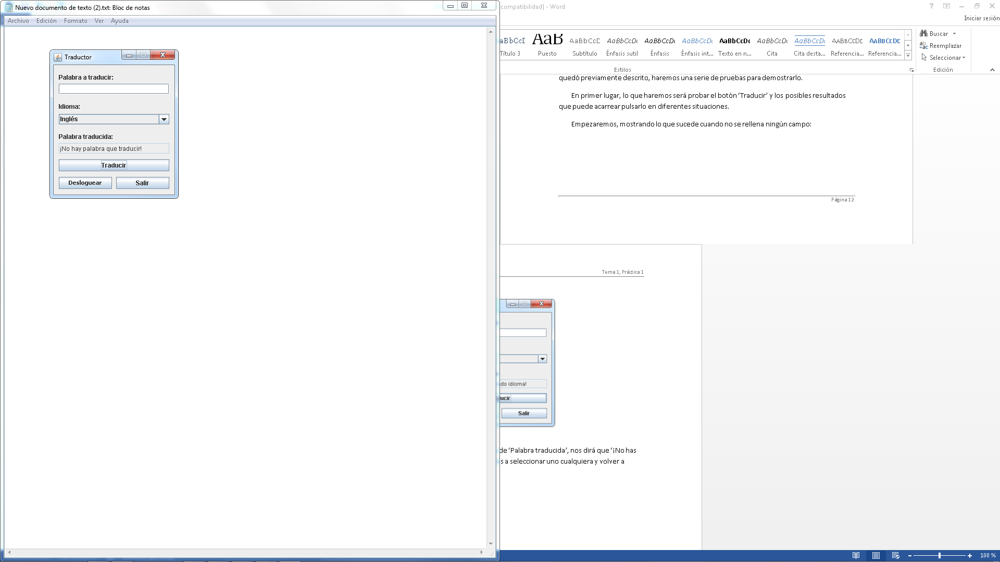 Nuevo documento de texto (2).txt: Bloc de notas
Archivo Edición Formato Ver Ayuda
Traductor
Palabra a traducir:
Idioma:
Inglés
Palabra traducida:
¡No hay palabra que traducir!
Traducir
Desloguear Salir
compatibilidad] - Word
Iniciar sesión
aBbCcI AaB AaBbCcD AaBbCcDc AaBbCcDc AaBbCcDc AaBbCcDc AaBbCcDc AaBbCcDc AABBCCDE AABBCCDE
Título 3 Puesto Subtítulo Énfasis sutil Énfasis Énfasis int... Texto en n... Cita Cita desta... Referencia... Referencia...
Estilos
Buscar
Reemplazar
Seleccionar
Edición
quedó previamente descrito, haremos una serie de pruebas para demostrarlo.
En primer lugar, lo que haremos será probar el botón ‘Traducir’ y los posibles resultados
que puede acarrear pulsarlo en diferentes situaciones.
Empezaremos, mostrando lo que sucede cuando no se rellena ningún campo:
Página 12
Tema 1, Práctica 1
do idioma!
ucir
Salir
de ‘Palabra traducida’, nos dirá que ‘¡No has
s a seleccionar uno cualquiera y volver a
100 %